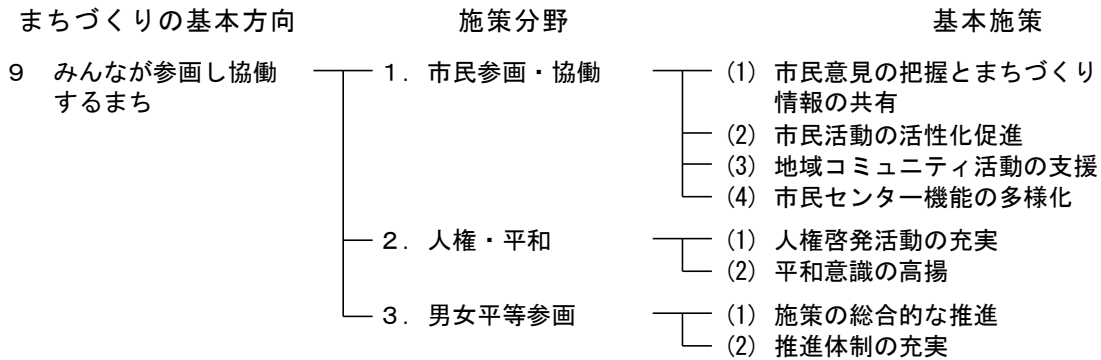 まちづくりの基本方向 施策分野 基本施策
9 みんなが参画し協働 1. 市民参画・協働 (1) 市民意見の把握とまちづくり
するまち 情報の共有
(2) 市民活動の活性化促進
(3) 地域コミュニティ活動の支援
(4) 市民センター機能の多様化
2. 人権・平和 (1) 人権啓発活動の充実
(2) 平和意識の高揚
3. 男女平等参画 (1) 施策の総合的な推進
(2) 推進体制の充実